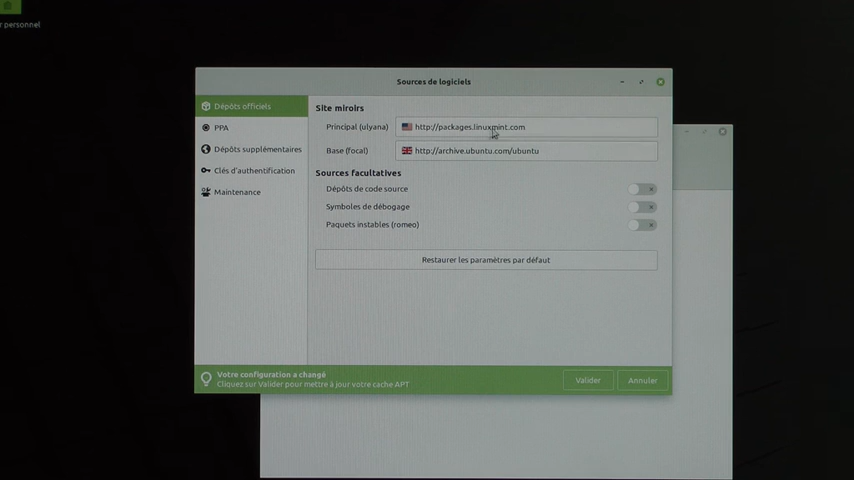 r personnel
Sources de logiciels
Dépôts officiels
PPA
Dépôts supplémentaires
Clés d'authentification
Maintenance
Site miroirs
Principal (ulyana)
http://packages.linuxmint.com
Base (focal)
http://archive.ubuntu.com/ubuntu
Sources facultatives
Dépôts de code source
Symboles de débogage
Paquets instables (romeo)
Restaurer les paramètres par défaut
Votre configuration a changé
Cliquez sur Valider pour mettre à jour votre cache APT
Valider
Annuler